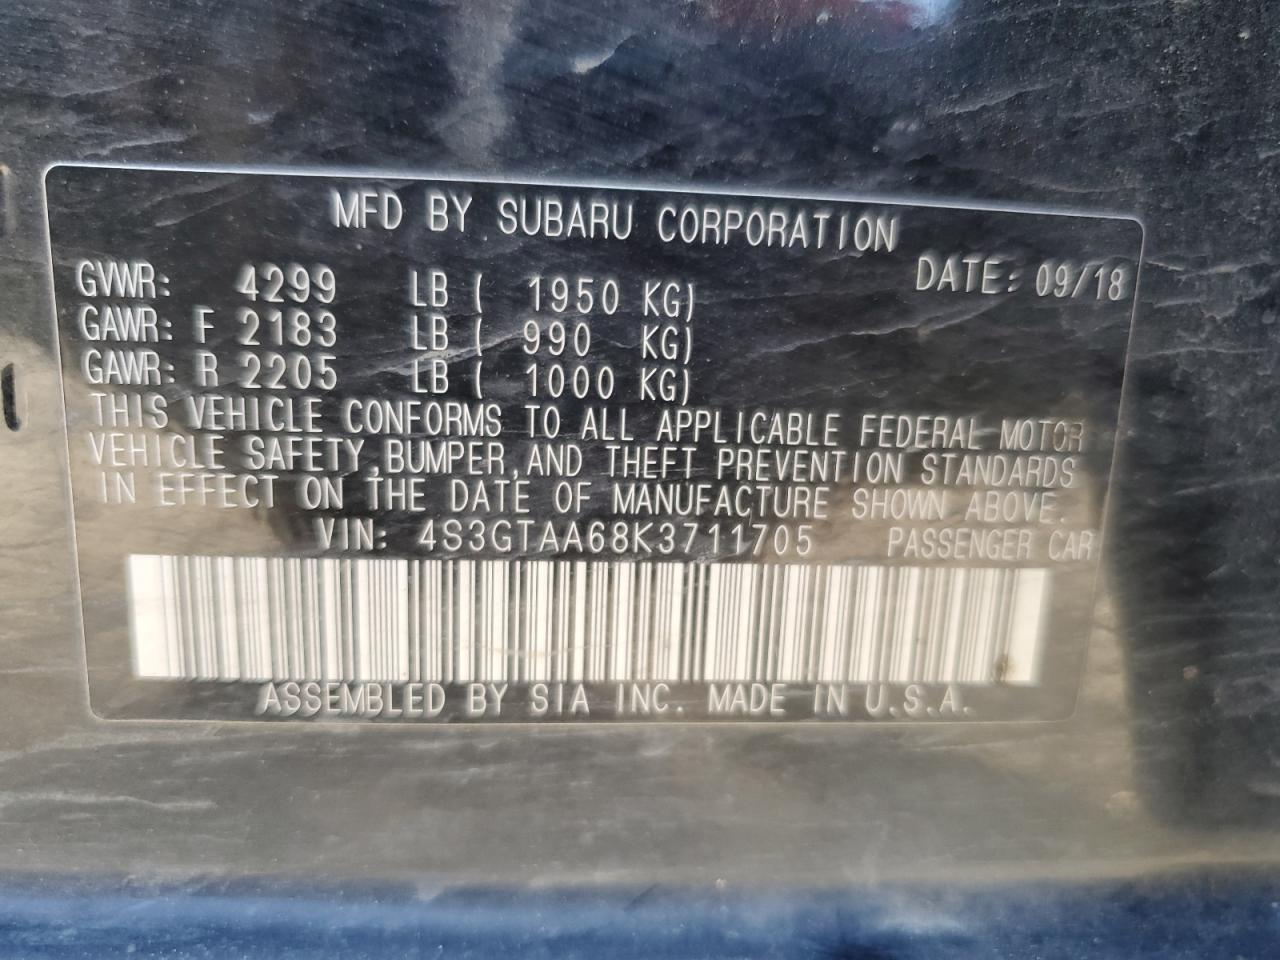 MFD BY SUBARU CORPORATION
GVWR: 4299 LB ( 1950 KG) DATE: 09/18
GAWR: F 2183 LB ( 990 KG)
GAWR: R 2205 LB ( 1000 KG)
THIS VEHICLE CONFORMS TO ALL APPLICABLE FEDERAL MOTOR
VEHICLE SAFETY, BUMPER, AND THEFT PREVENTION STANDARDS
IN EFFECT ON THE DATE OF MANUFACTURE SHOWN ABOVE.
VIN: 4S3GTAA68K3711705 PASSENGER CAR
ASSEMBLED BY SIA INC. MADE IN U.S.A.